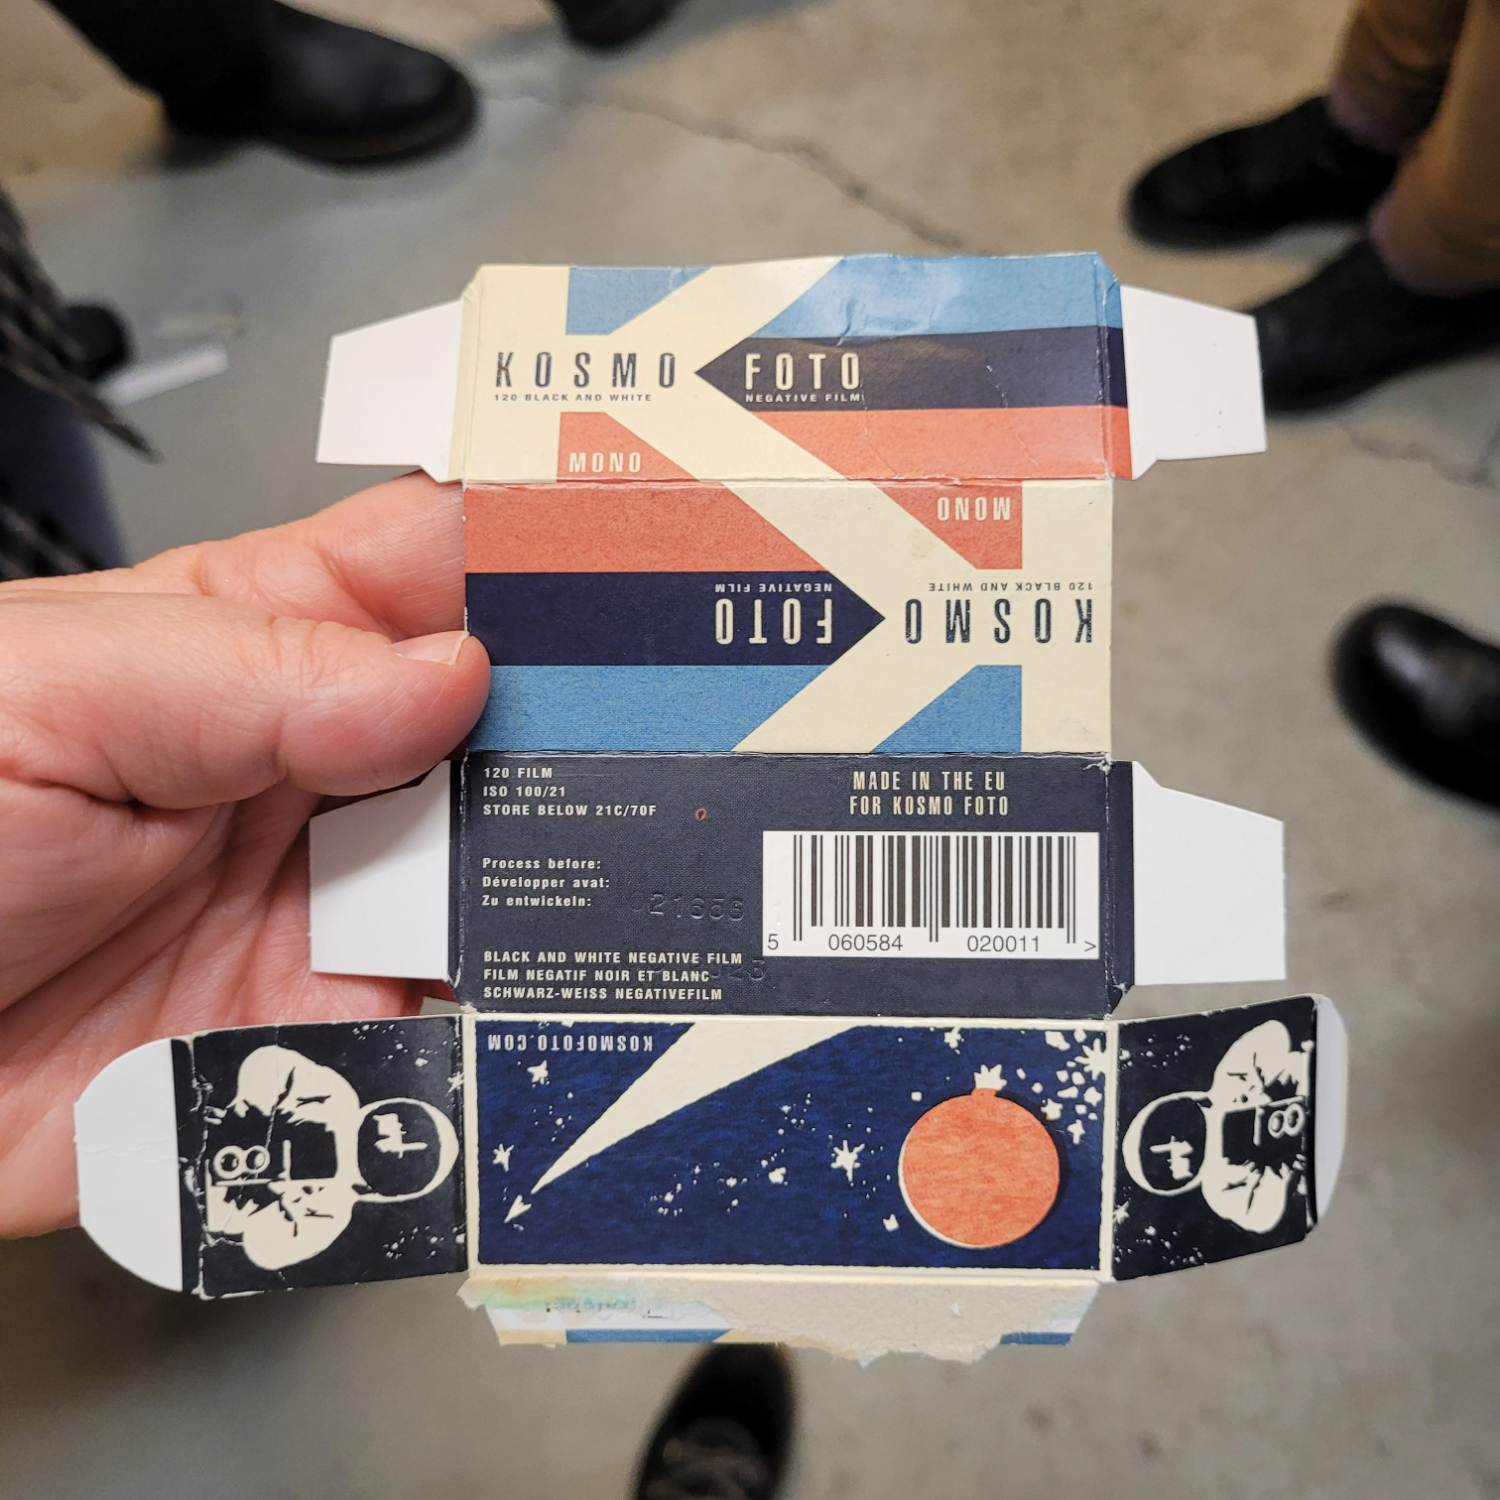 KOSMO FOTO
120 BLACK AND WHITE NEGATIVE FILM
MONO
MONO
120 BLACK AND WHITE NEGATIVE FILM
KOSMO FOTO
120 FILM
ISO 100/21
STORE BELOW 21C/70F
MADE IN THE EU
FOR KOSMO FOTO
Process before:
Développer avat:
Zu entwickeln:
5 060584 020011 >
BLACK AND WHITE NEGATIVE FILM
FILM NEGATIF NOIR ET BLANC
SCHWARZ-WEISS NEGATIVEFILM
KOSMOFOTO.COM